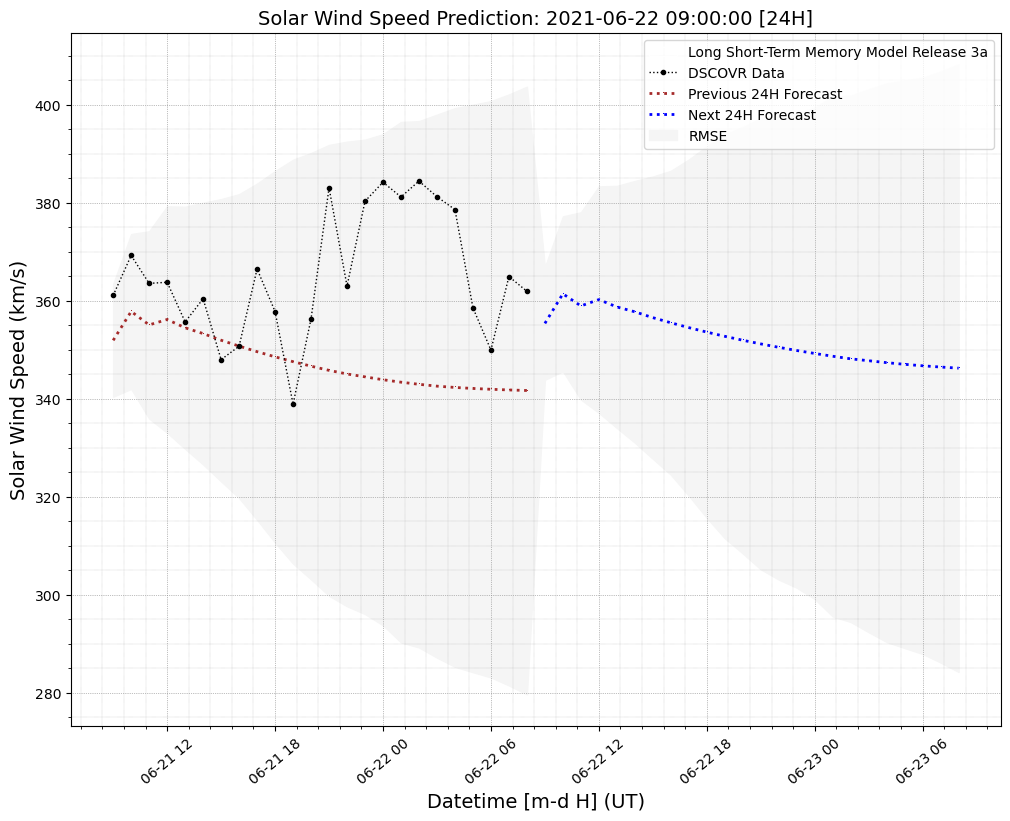 Solar Wind Speed Prediction: 2021-06-22 09:00:00 [24H]
Long Short-Term Memory Model Release 3a
DSCOVR Data
Previous 24H Forecast
Next 24H Forecast
RMSE
Solar Wind Speed (km/s)
400
380
360
340
320
300
280
06-21 12
06-21 18
06-22 00
06-22 06
06-22 12
06-22 18
06-23 00
06-23 06
Datetime [m-d H] (UT)